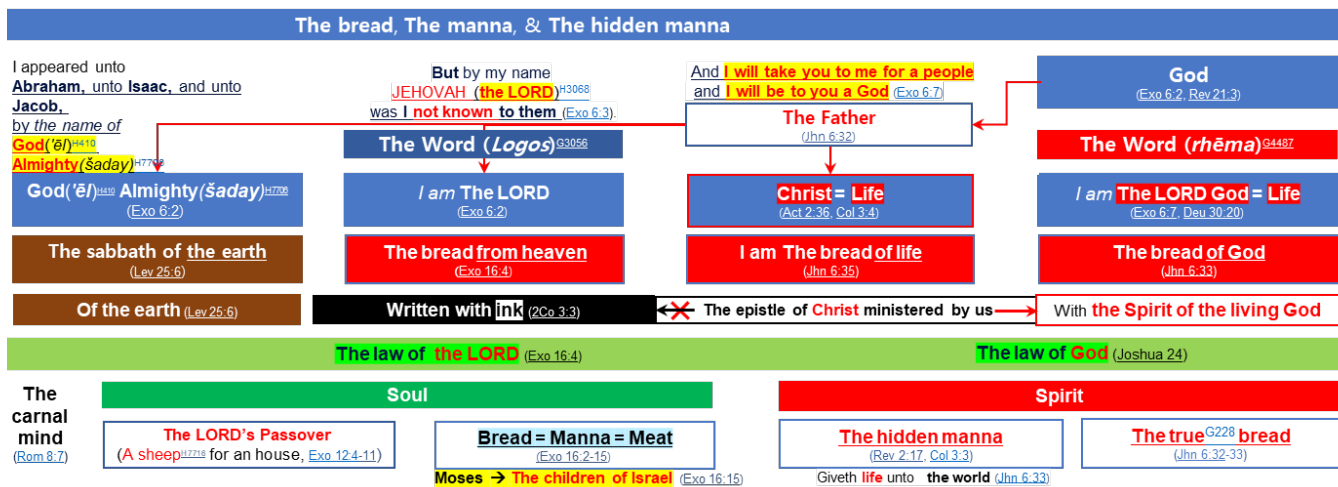 The bread, The manna, & The hidden manna
I appeared unto
Abraham, unto Isaac, and unto
Jacob,
by the name of
God('ēl)H410
Almighty(šaday)H7706
But by my name
JEHOVAH (the LORD)H3068
was I not known to them (Exo 6:3).
And I will take you to me for a people
and I will be to you a God (Exo 6:7)
God
(Exo 6:2, Rev 21:3)
The Father
(Jhn 6:32)
The Word (Logos)G3056
The Word (rhēma)G4487
God('ēl)H410 Almighty(šaday)H7706
(Exo 6:2)
I am The LORD
(Exo 6:2)
Christ = Life
(Act 2:36, Col 3:4)
I am The LORD God = Life
(Exo 6:7, Deu 30:20)
The sabbath of the earth
(Lev 25:6)
The bread from heaven
(Exo 16:4)
I am The bread of life
(Jhn 6:35)
The bread of God
(Jhn 6:33)
Of the earth (Lev 25:6)
Written with ink (2Co 3:3)
The epistle of Christ ministered by us
With the Spirit of the living God
The law of the LORD (Exo 16:4)
The law of God (Joshua 24)
The
carnal
mind
(Rom 8:7)
Soul
Spirit
The LORD's Passover
(A sheepH7716 for an house, Exo 12:4-11)
Bread = Manna = Meat
(Exo 16:2-15)
Moses → The children of Israel (Exo 16:15)
The hidden manna
(Rev 2:17, Col 3:3)
Giveth life unto the world (Jhn 6:33)
The trueG228 bread
(Jhn 6:32-33)